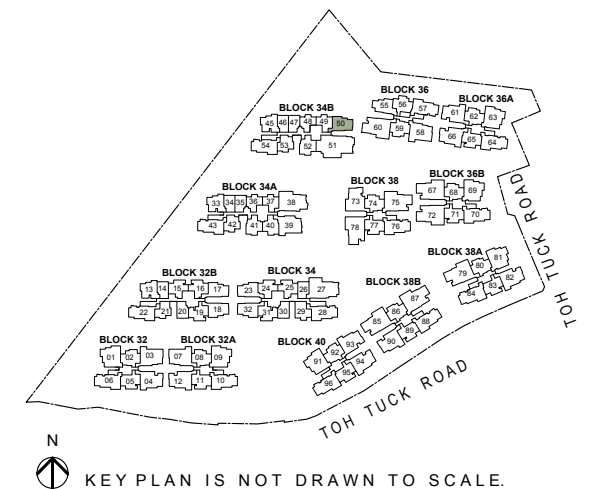 BLOCK 36
55 56 57
60 59 58
BLOCK 36A
61 62 63
66 65 64
BLOCK 34B
45 46 47 48 49 50
54 53 52 51
BLOCK 34A
33 34 35 36 37 38
43 42 41 40 39
BLOCK 38
73 74 75
78 77 76
BLOCK 36B
67 68 69
72 71 70
TOH TUCK ROAD
BLOCK 32B
13 14 15 16 17
22 21 20 19 18
BLOCK 34
23 24 25 26 27
32 31 30 29 28
BLOCK 38A
79 80 81
84 83 82
BLOCK 38B
85 86 87
90 89 88
BLOCK 32
01 02 03
06 05 04
BLOCK 32A
07 08 09
12 11 10
BLOCK 40
91 92 93
96 95 94
TOH TUCK ROAD
N
KEY PLAN IS NOT DRAWN TO SCALE.